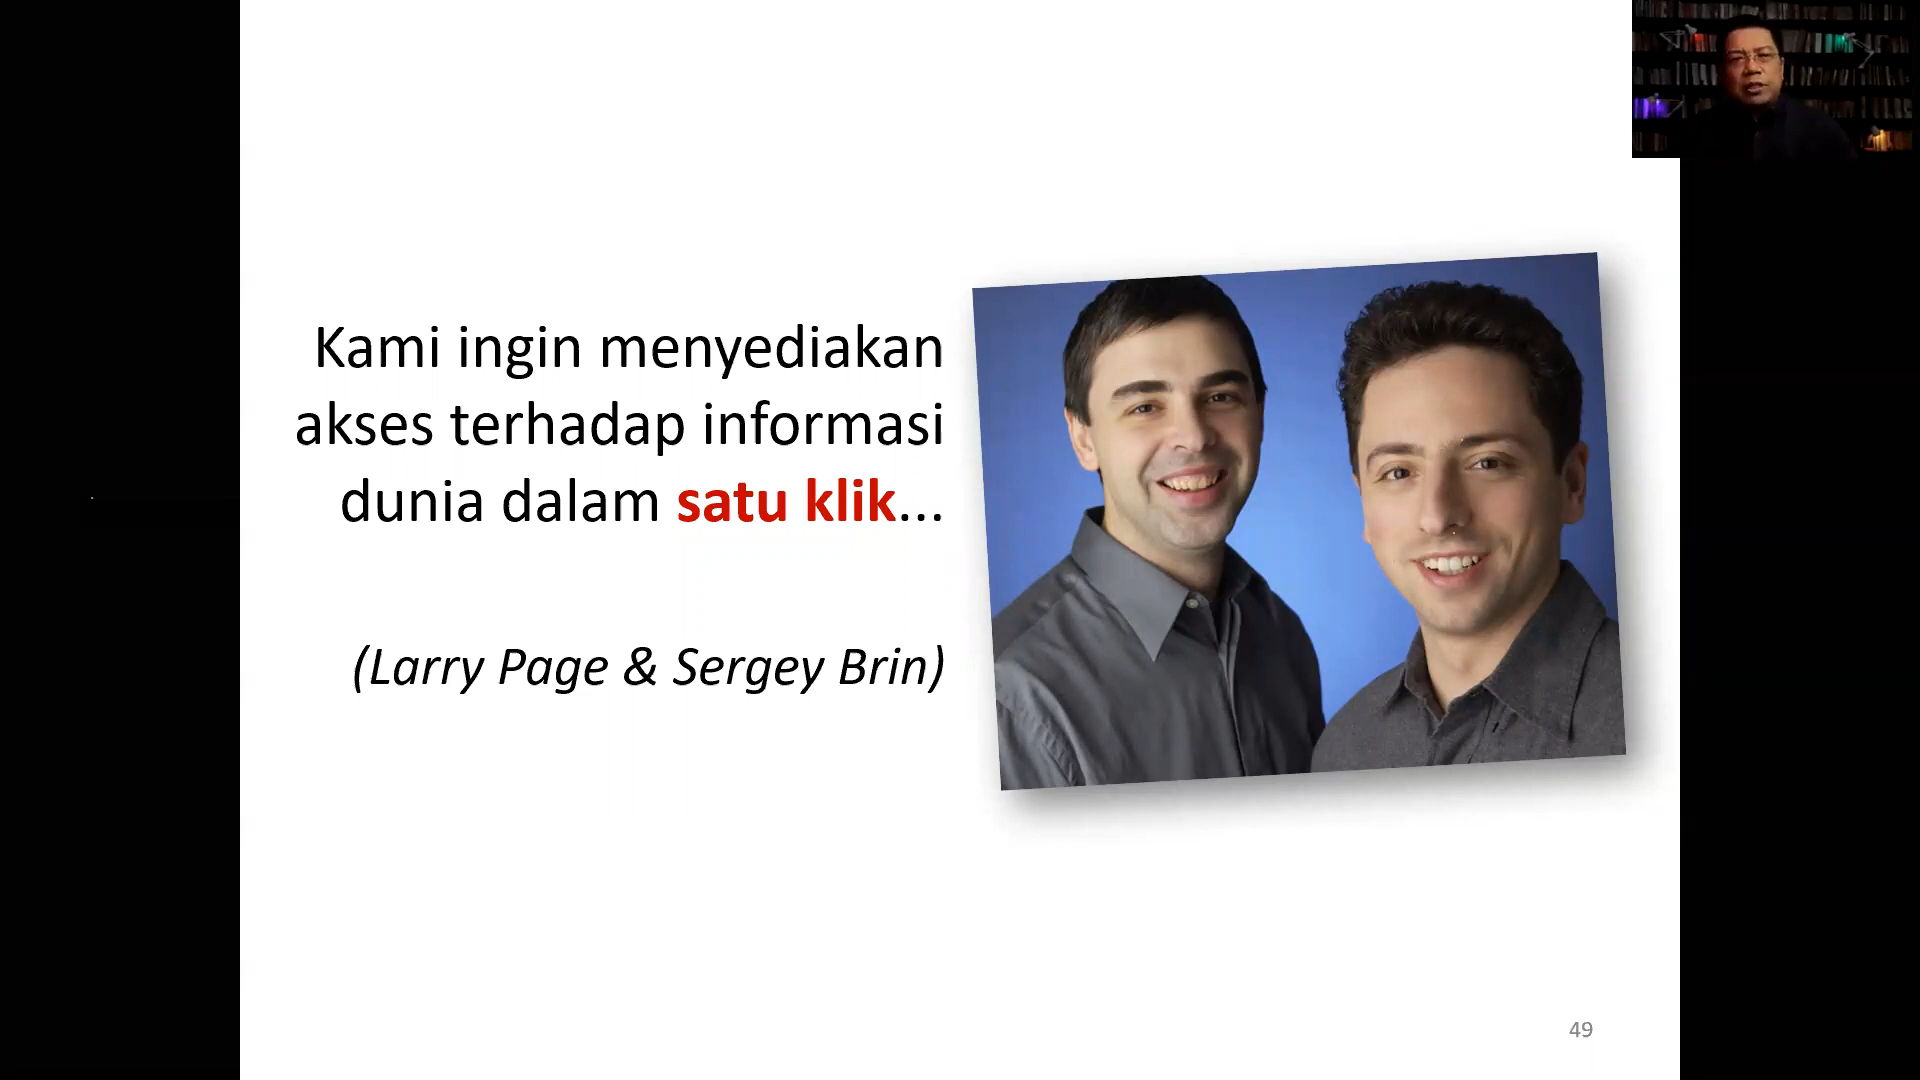 Kami ingin menyediakan
akses terhadap informasi
dunia dalam satu klik...
(Larry Page & Sergey Brin)
49